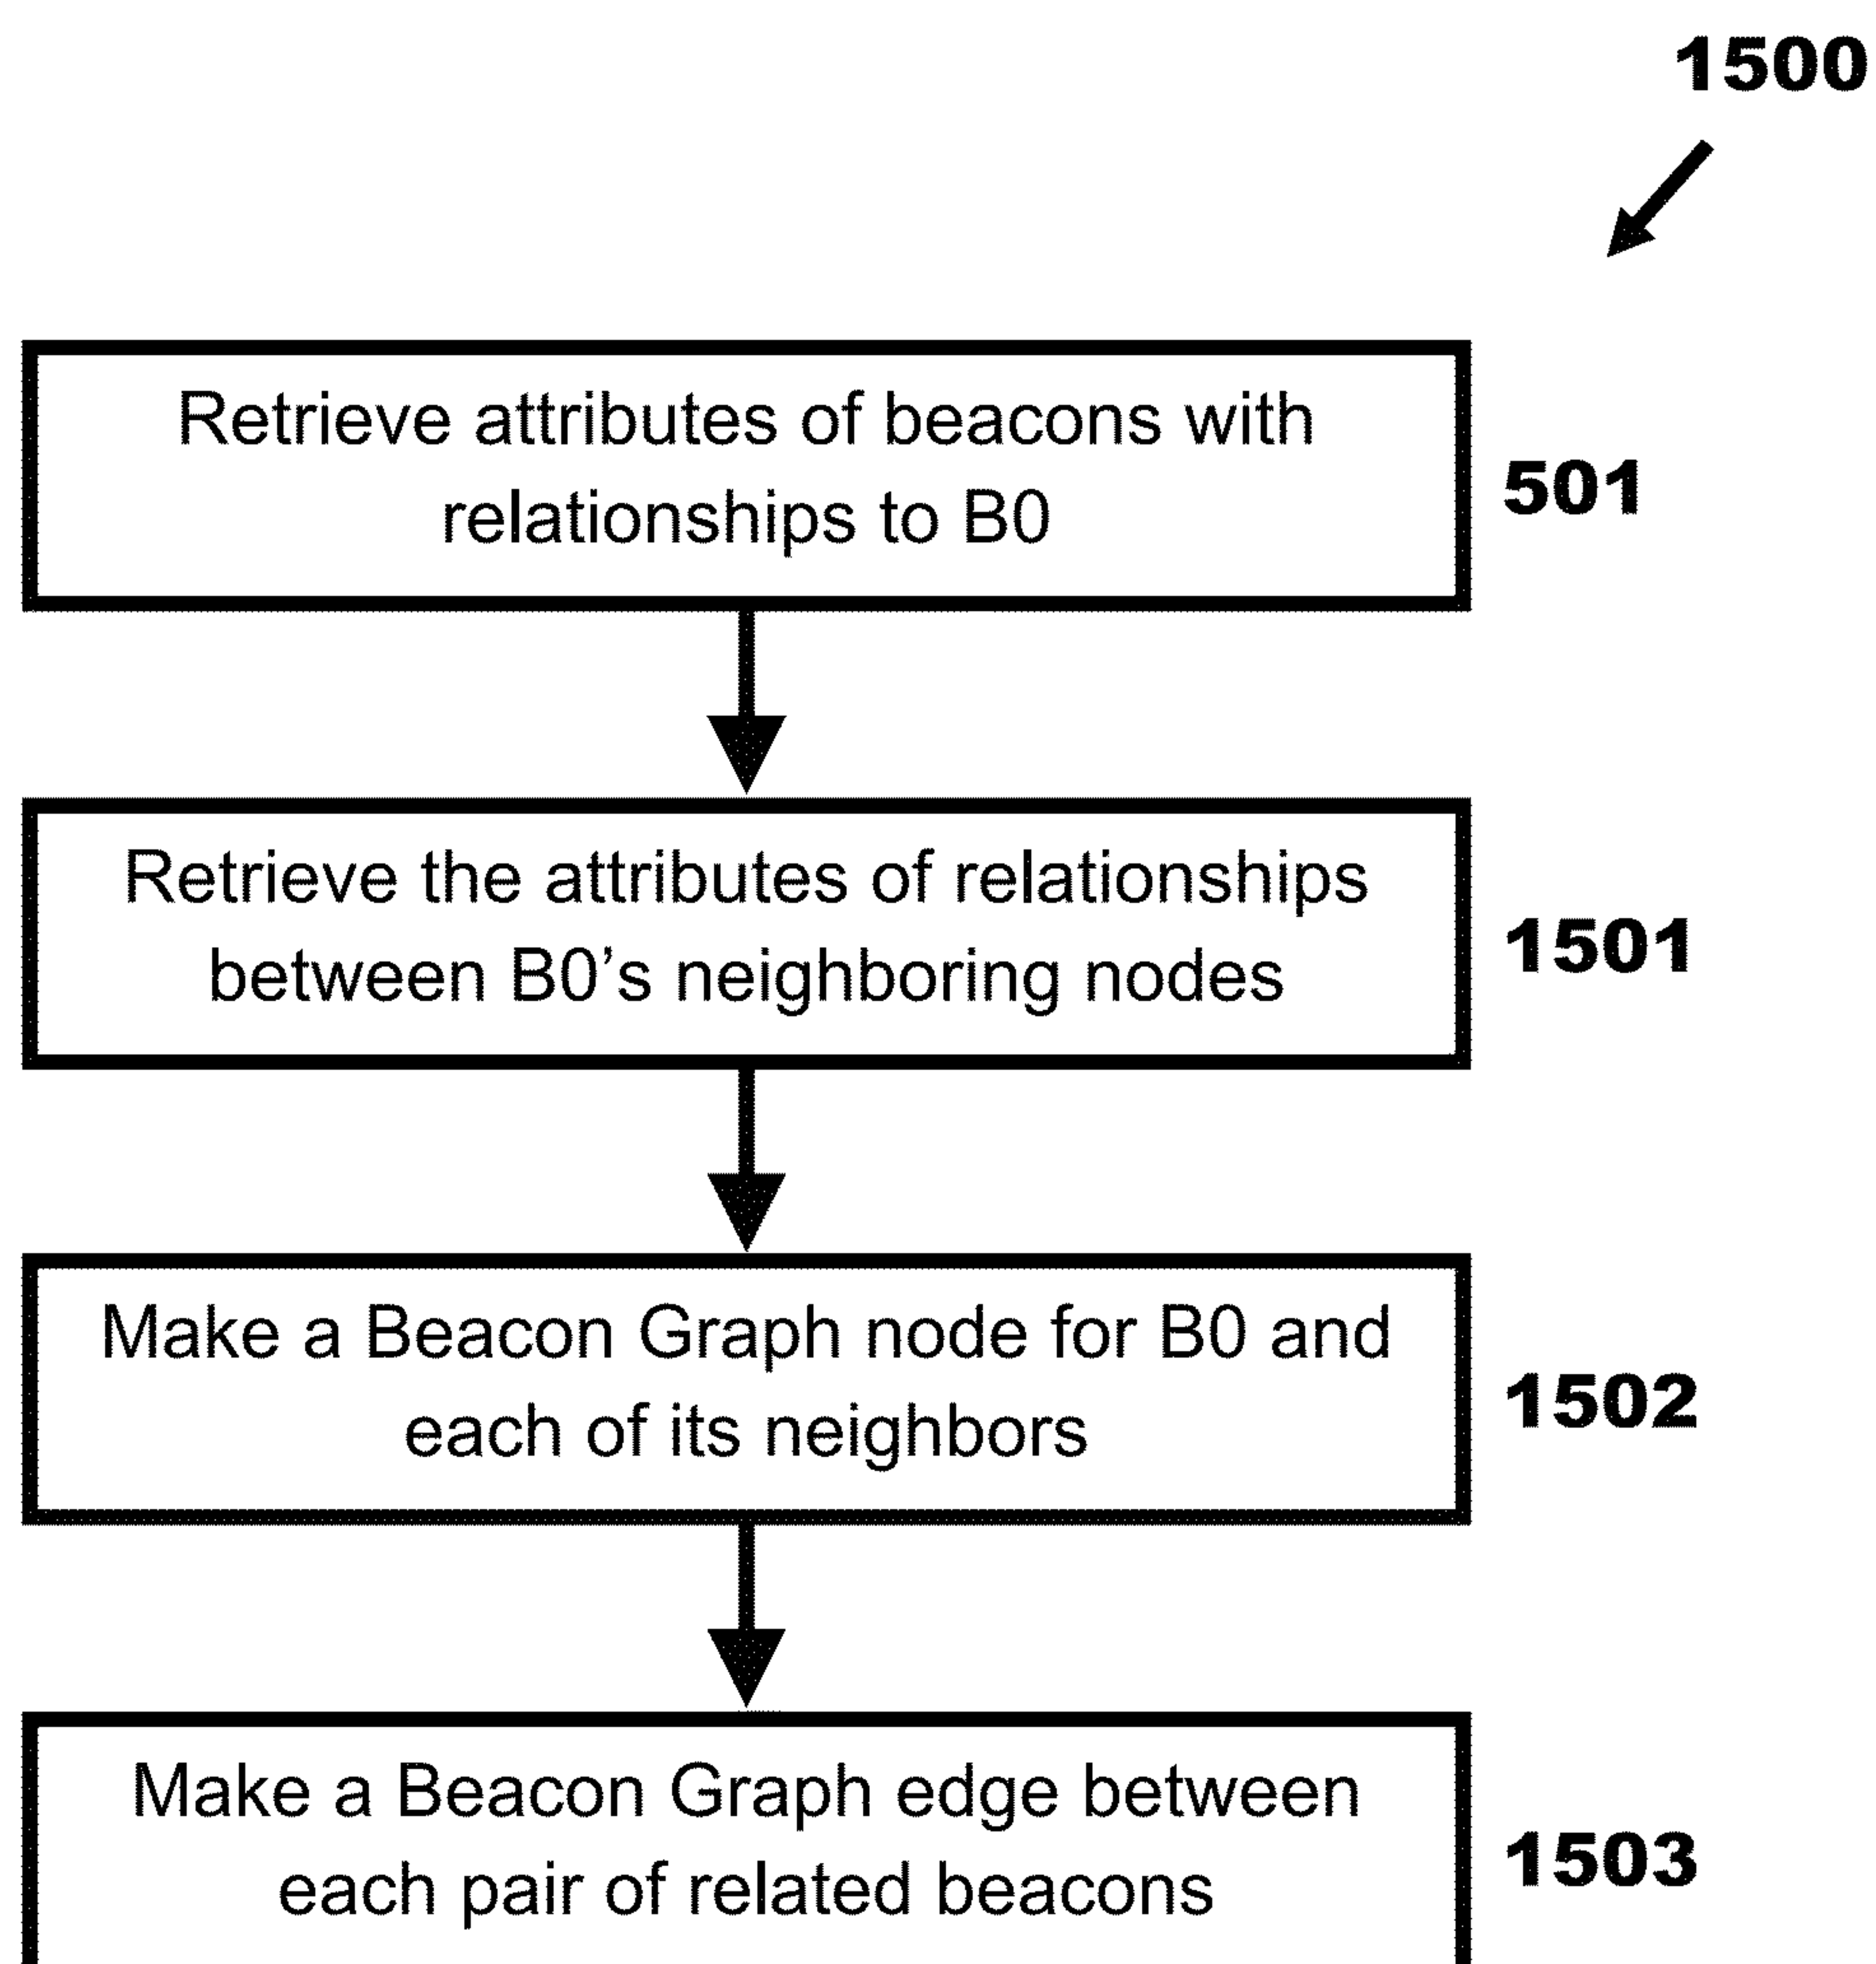 1500
Retrieve attributes of beacons with
relationships to B0
501
Retrieve the attributes of relationships
between B0’s neighboring nodes
1501
Make a Beacon Graph node for B0 and
each of its neighbors
1502
Make a Beacon Graph edge between
each pair of related beacons
1503